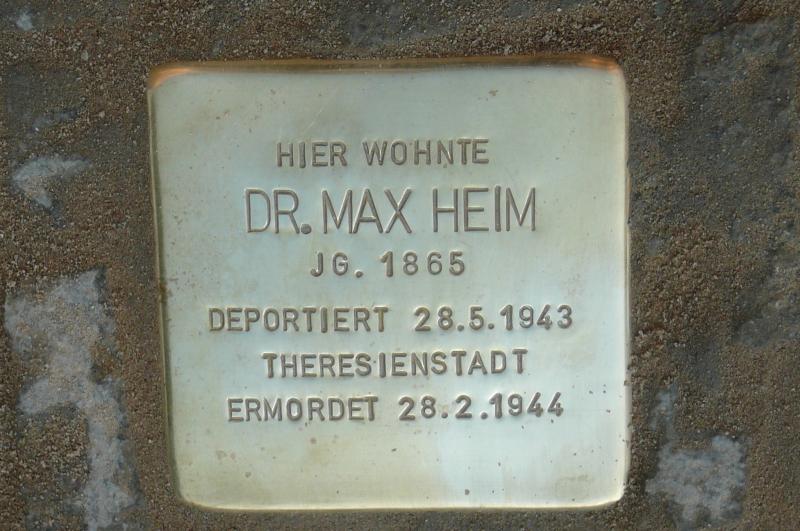 HIER WOHNTE
DR. MAX HEIM
JG. 1865
DEPORTIERT 28.5.1943
THERESIENSTADT
ERMORDET 28.2.1944